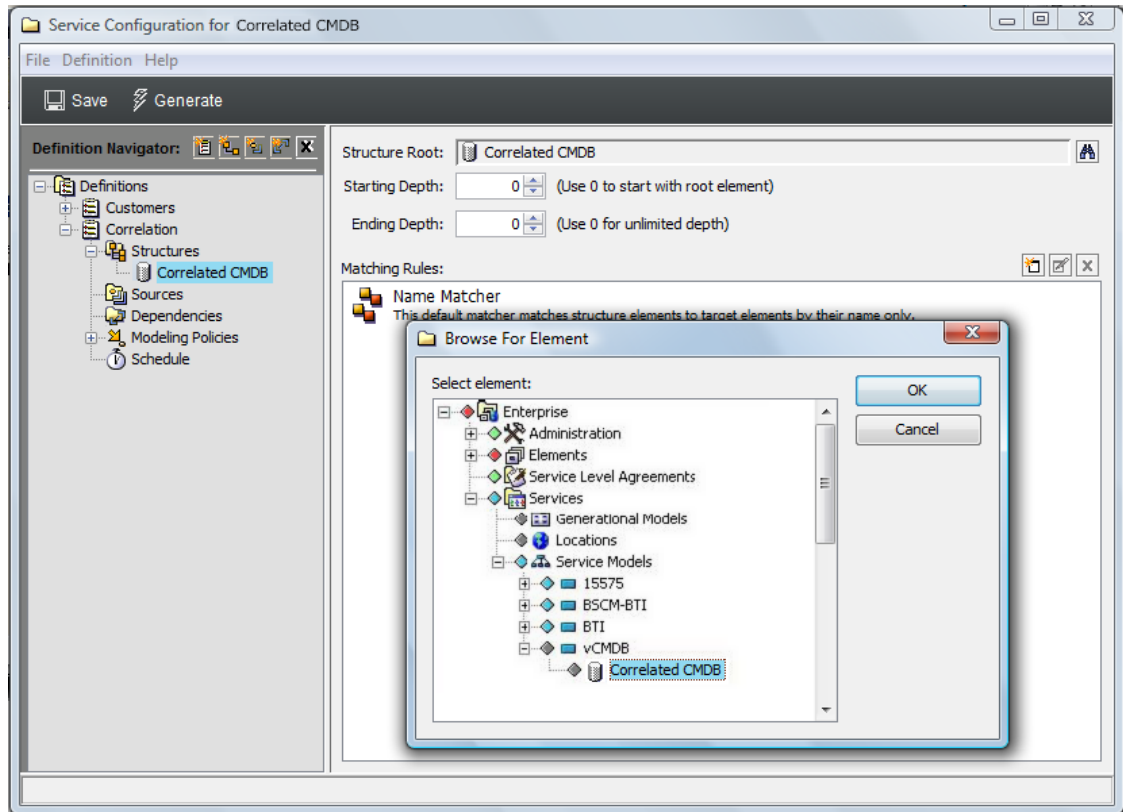 Service Configuration for Correlated CMDB
File Definition Help
Save Generate
Definition Navigator:
Definitions
Customers
Correlation
Structures
Correlated CMDB
Sources
Dependencies
Modeling Policies
Schedule
Structure Root: Correlated CMDB
Starting Depth: 0 (Use 0 to start with root element)
Ending Depth: 0 (Use 0 for unlimited depth)
Matching Rules:
Name Matcher
This default matcher matches structure elements to target elements by their name only.
Browse For Element
Select element:
Enterprise
Administration
Elements
Service Level Agreements
Services
Generational Models
Locations
Service Models
15575
BSCM-BTI
BTI
vCMDB
Correlated CMDB
OK
Cancel